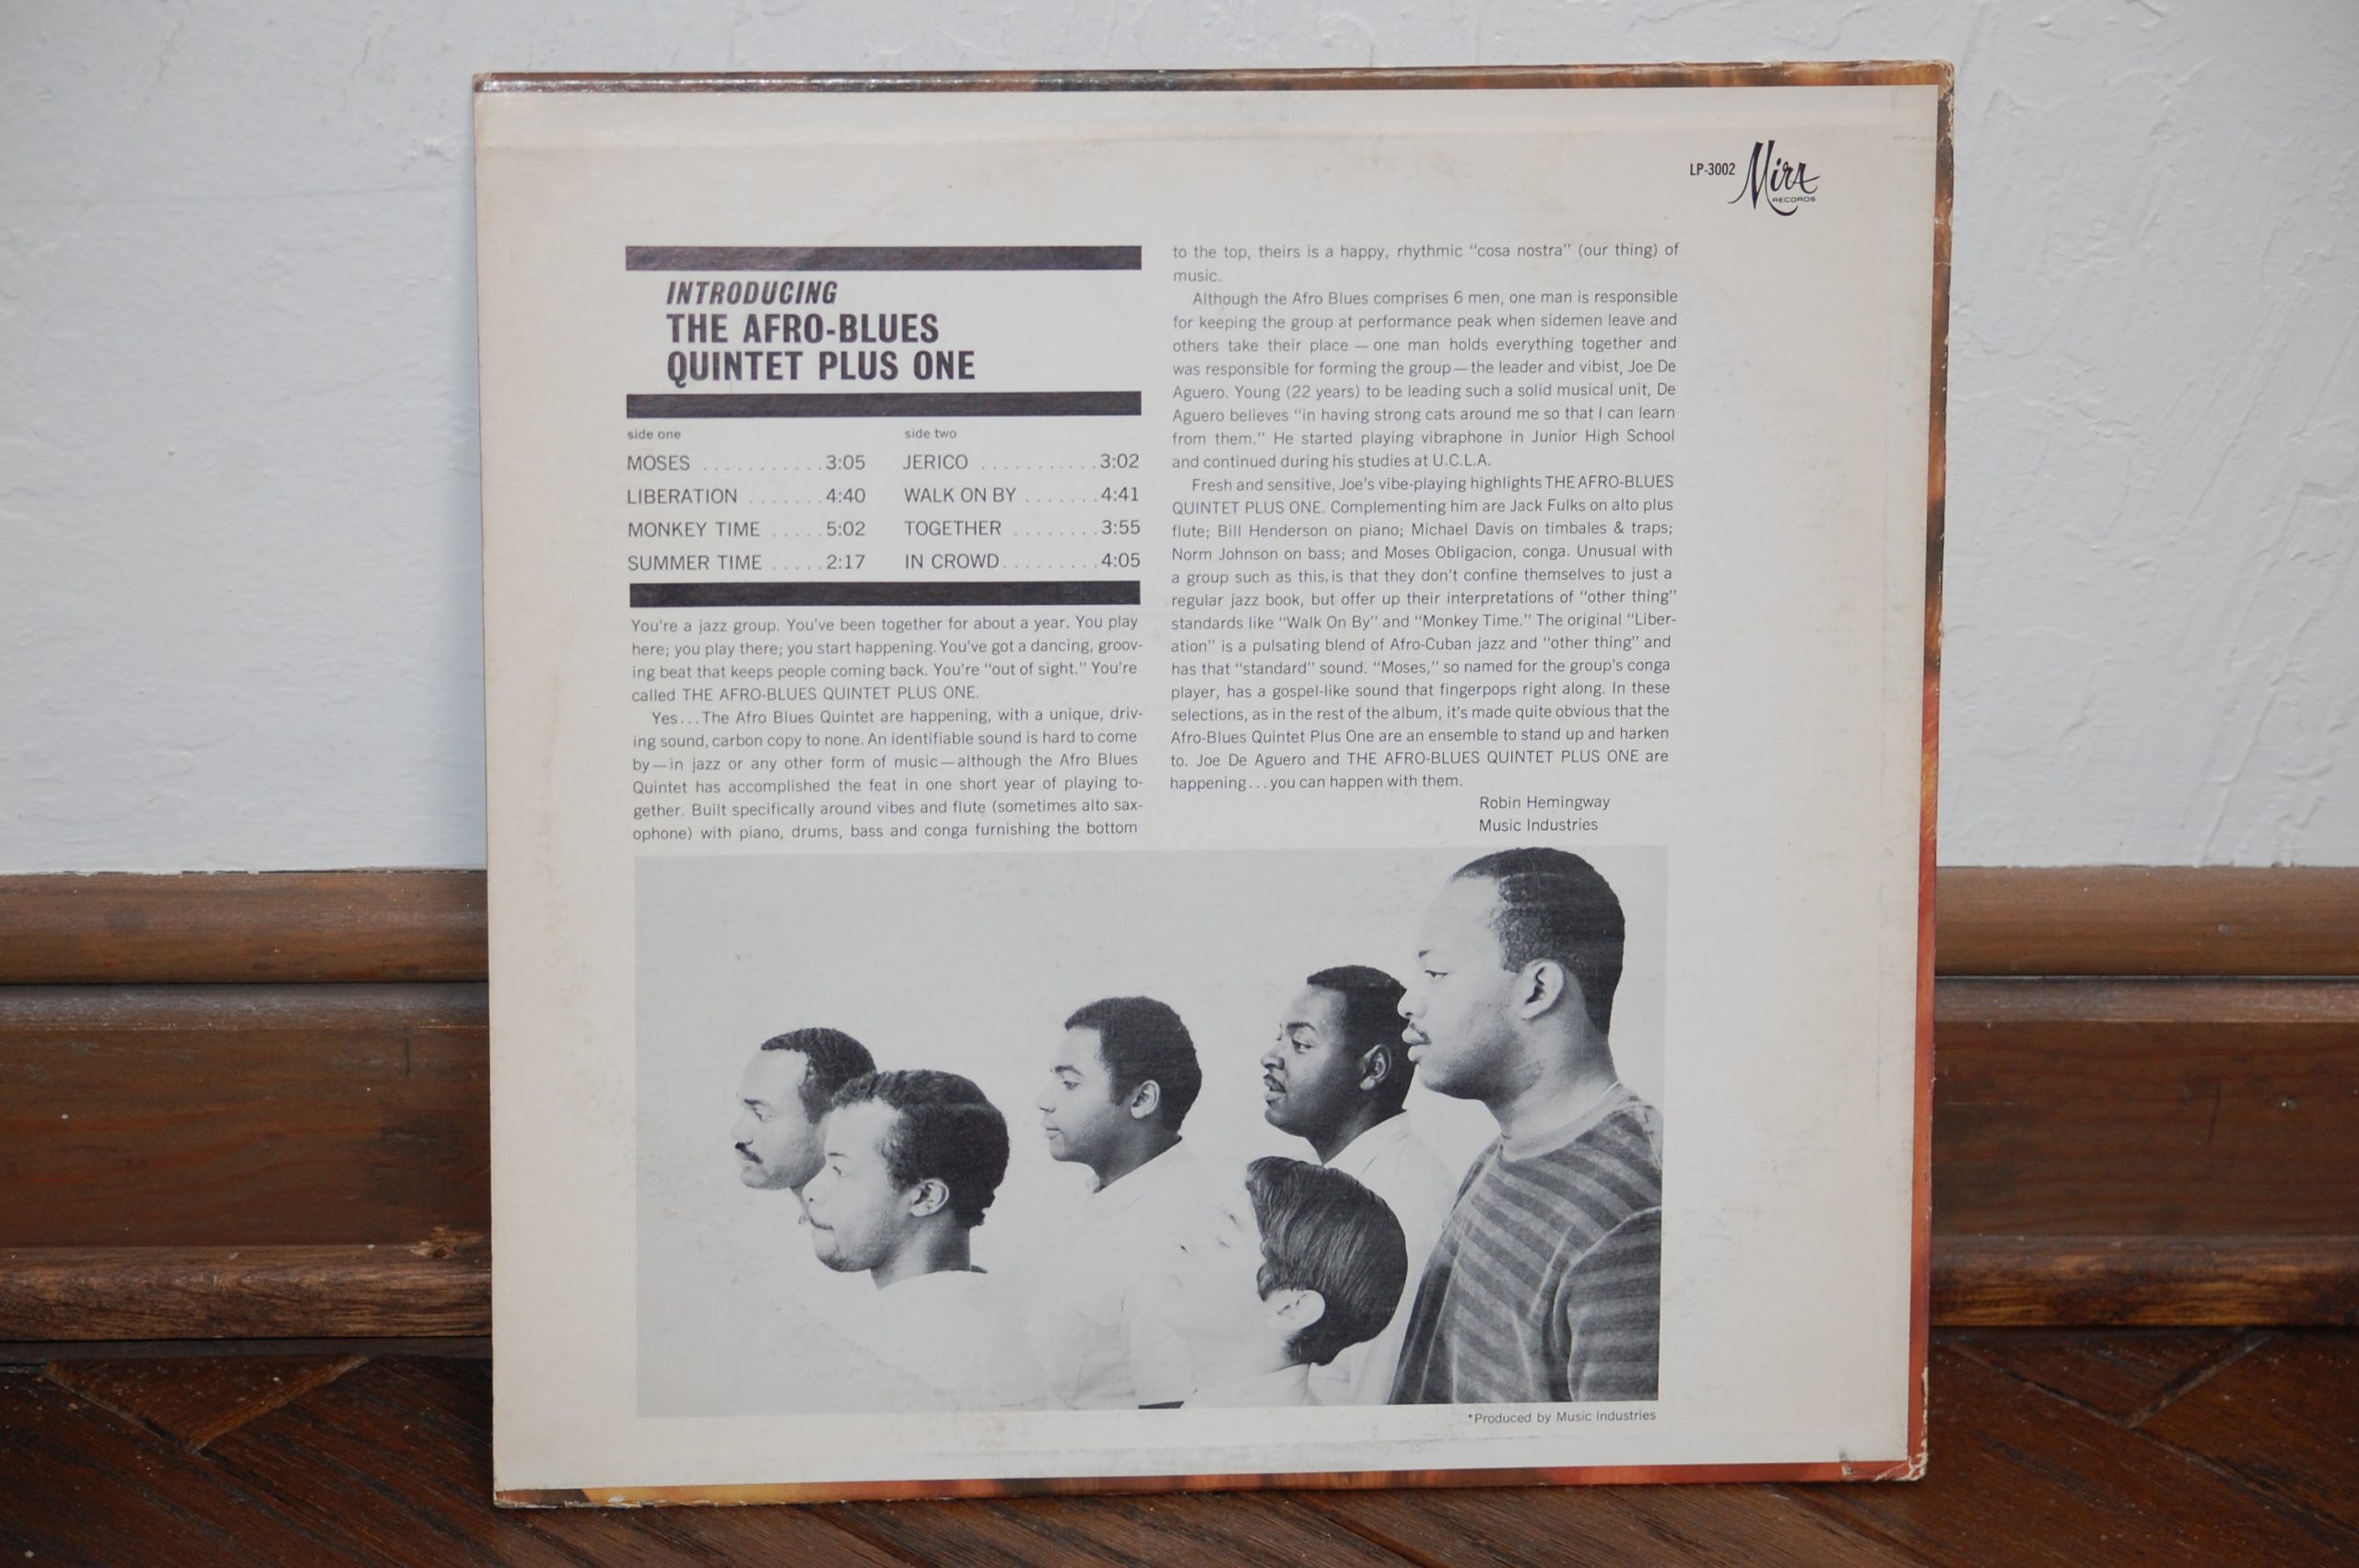 LP-3002 Mira
RECORDS
INTRODUCING
THE AFRO-BLUES
QUINTET PLUS ONE
side one
MOSES ........... 3:05
LIBERATION ....... 4:40
MONKEY TIME ..... 5:02
SUMMER TIME ..... 2:17
side two
JERICO ........... 3:02
WALK ON BY ....... 4:41
TOGETHER ........ 3:55
IN CROWD ......... 4:05
You're a jazz group. You've been together for about a year. You play
here; you play there; you start happening. You've got a dancing, groov-
ing beat that keeps people coming back. You're "out of sight." You're
called THE AFRO-BLUES QUINTET PLUS ONE.
Yes...The Afro Blues Quintet are happening, with a unique, driv-
ing sound, carbon copy to none. An identifiable sound is hard to come
by—in jazz or any other form of music—although the Afro Blues
Quintet has accomplished the feat in one short year of playing to-
gether. Built specifically around vibes and flute (sometimes alto sax-
ophone) with piano, drums, bass and conga furnishing the bottom
to the top, theirs is a happy, rhythmic "cosa nostra" (our thing) of
music.
Although the Afro Blues comprises 6 men, one man is responsible
for keeping the group at performance peak when sidemen leave and
others take their place — one man holds everything together and
was responsible for forming the group—the leader and vibist, Joe De
Aguero. Young (22 years) to be leading such a solid musical unit, De
Aguero believes "in having strong cats around me so that I can learn
from them." He started playing vibraphone in Junior High School
and continued during his studies at U.C.L.A.
Fresh and sensitive, Joe's vibe-playing highlights THE AFRO-BLUES
QUINTET PLUS ONE. Complementing him are Jack Fulks on alto plus
flute; Bill Henderson on piano; Michael Davis on timbales & traps;
Norm Johnson on bass; and Moses Obligacion, conga. Unusual with
a group such as this, is that they don't confine themselves to just a
regular jazz book, but offer up their interpretations of "other thing"
standards like "Walk On By" and "Monkey Time." The original "Liber-
ation" is a pulsating blend of Afro-Cuban jazz and "other thing" and
has that "standard" sound. "Moses," so named for the group's conga
player, has a gospel-like sound that fingerpops right along. In these
selections, as in the rest of the album, it's made quite obvious that the
Afro-Blues Quintet Plus One are an ensemble to stand up and harken
to. Joe De Aguero and THE AFRO-BLUES QUINTET PLUS ONE are
happening...you can happen with them.
Robin Hemingway
Music Industries
*Produced by Music Industries